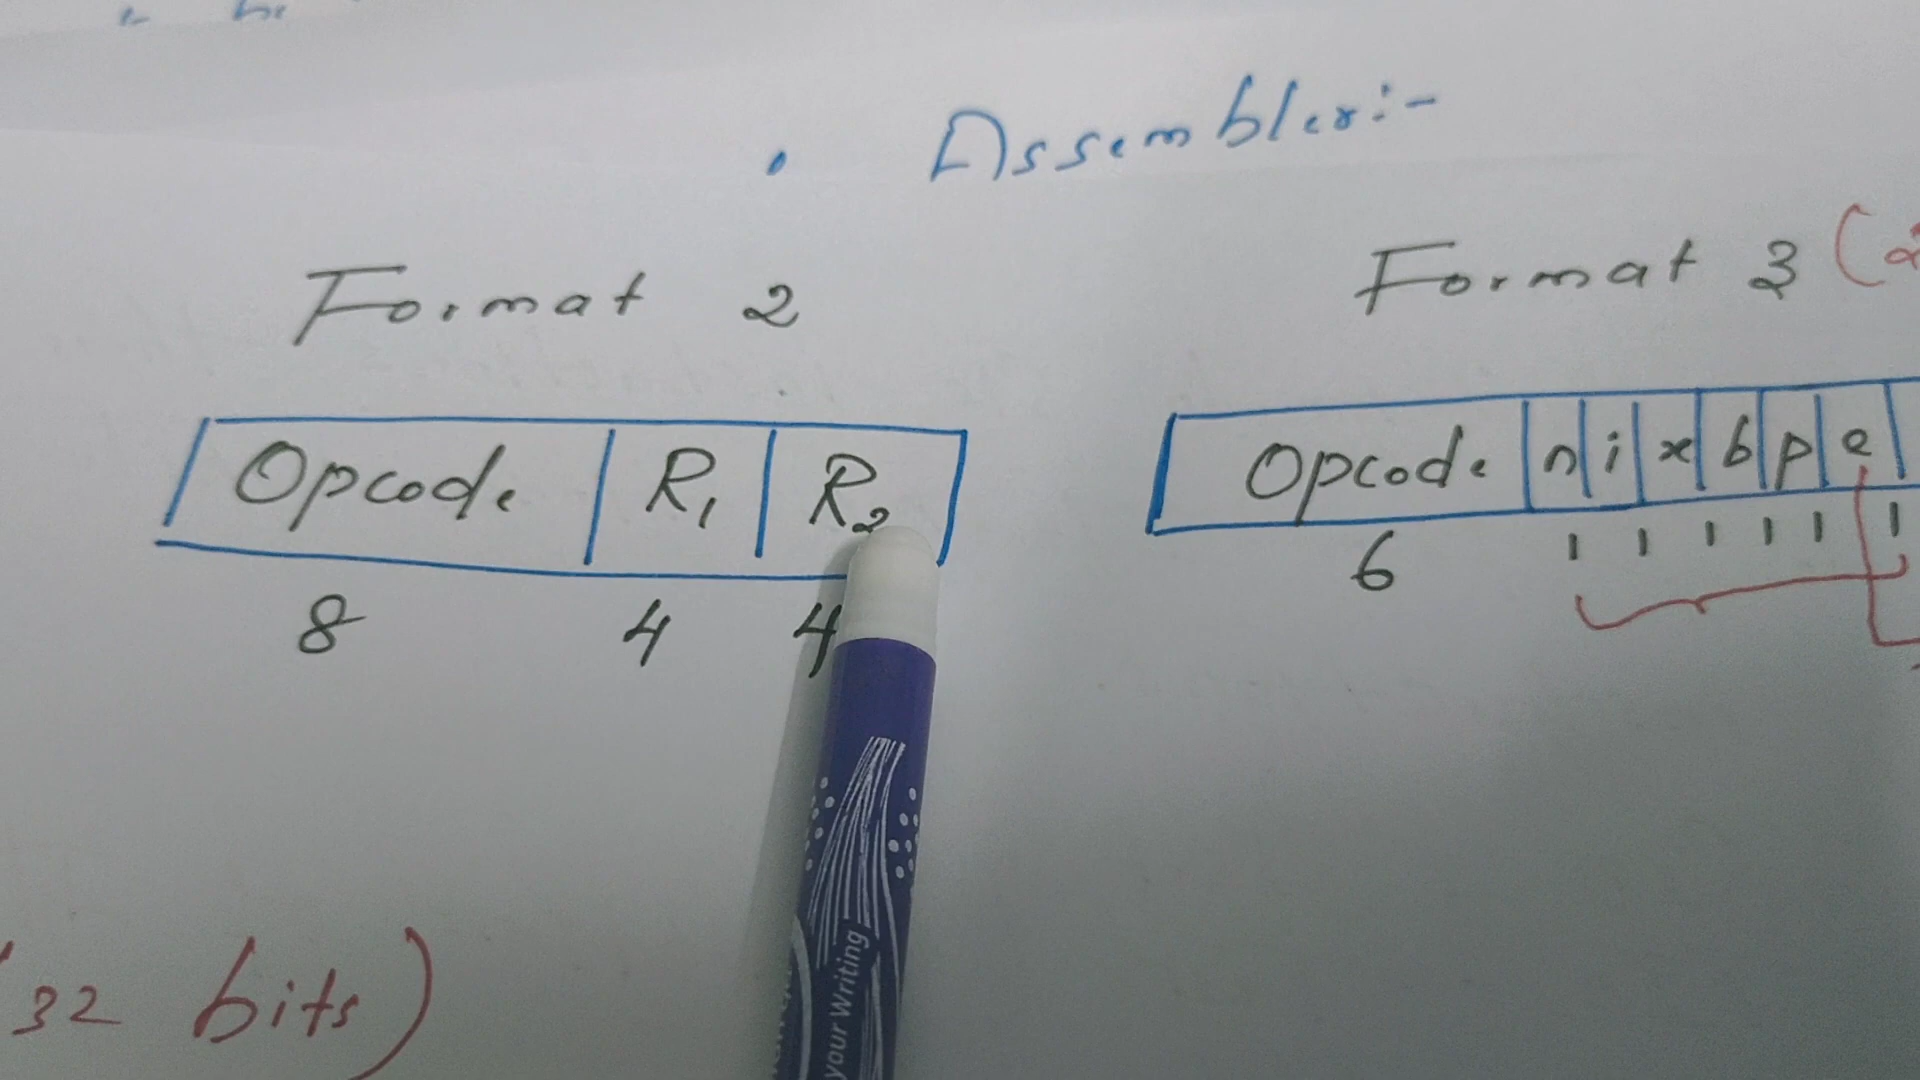 • Assembler:-
Format 2
Format 3 (2
Opcode R1 R2
8 4 4
Opcode n i x b p e
6 1 1 1 1 1 1
32 bits)
your Writing